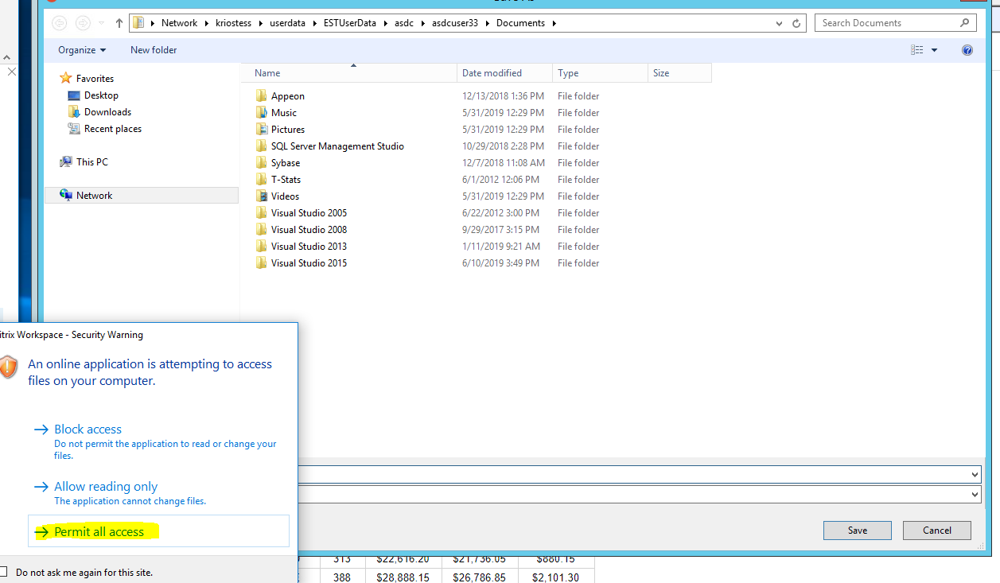 Network kriostess userdata ESTUserData asdc asdcuser33 Documents
Search Documents
Organize New folder
Name Date modified Type Size
Favorites
Desktop
Downloads
Recent places
This PC
Network
Appeon 12/13/2018 1:36 PM File folder
Music 5/31/2019 12:29 PM File folder
Pictures 5/31/2019 12:29 PM File folder
SQL Server Management Studio 10/29/2018 2:28 PM File folder
Sybase 12/7/2018 11:08 AM File folder
T-Stats 6/1/2012 12:06 PM File folder
Videos 5/31/2019 12:29 PM File folder
Visual Studio 2005 6/22/2012 3:00 PM File folder
Visual Studio 2008 9/29/2017 3:15 PM File folder
Visual Studio 2013 1/11/2019 9:21 AM File folder
Visual Studio 2015 6/10/2019 3:49 PM File folder
itrix Workspace - Security Warning
An online application is attempting to access
files on your computer.
Block access
Do not permit the application to read or change your
files.
Allow reading only
The application cannot change files.
Permit all access
Do not ask me again for this site.
Save Cancel
313 $22,616.20 $21,736.05 $880.15
388 $28,888.15 $26,786.85 $2,101.30